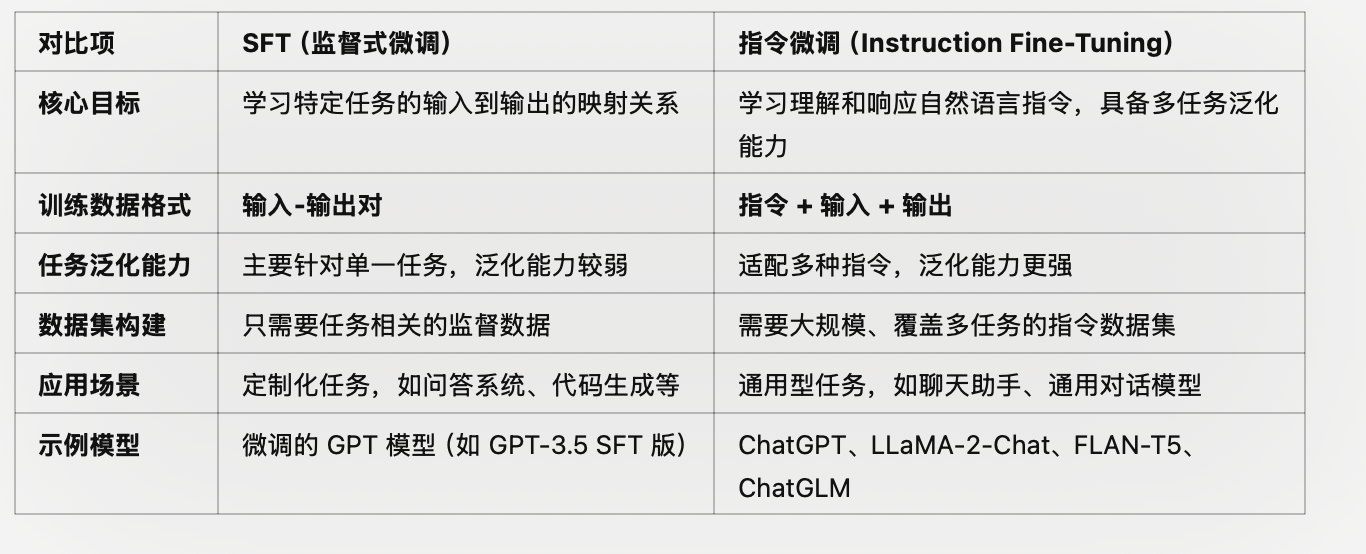 对比项 SFT（监督式微调） 指令微调（Instruction Fine-Tuning）
核心目标 学习特定任务的输入到输出的映射关系 学习理解和响应自然语言指令，具备多任务泛化
能力
训练数据格式 输入-输出对 指令 + 输入 + 输出
任务泛化能力 主要针对单一任务，泛化能力较弱 适配多种指令，泛化能力更强
数据集构建 只需要任务相关的监督数据 需要大规模、覆盖多任务的指令数据集
应用场景 定制化任务，如问答系统、代码生成等 通用型任务，如聊天助手、通用对话模型
示例模型 微调的 GPT 模型（如 GPT-3.5 SFT 版） ChatGPT、LLaMA-2-Chat、FLAN-T5、
ChatGLM